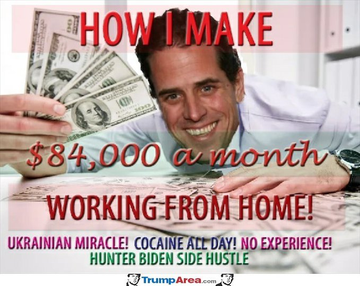 HOW I MAKE
$84,000 a month
WORKING FROM HOME!
UKRAINIAN MIRACLE! COCAINE ALL DAY! NO EXPERIENCE!
HUNTER BIDEN SIDE HUSTLE
TrumpArea.com